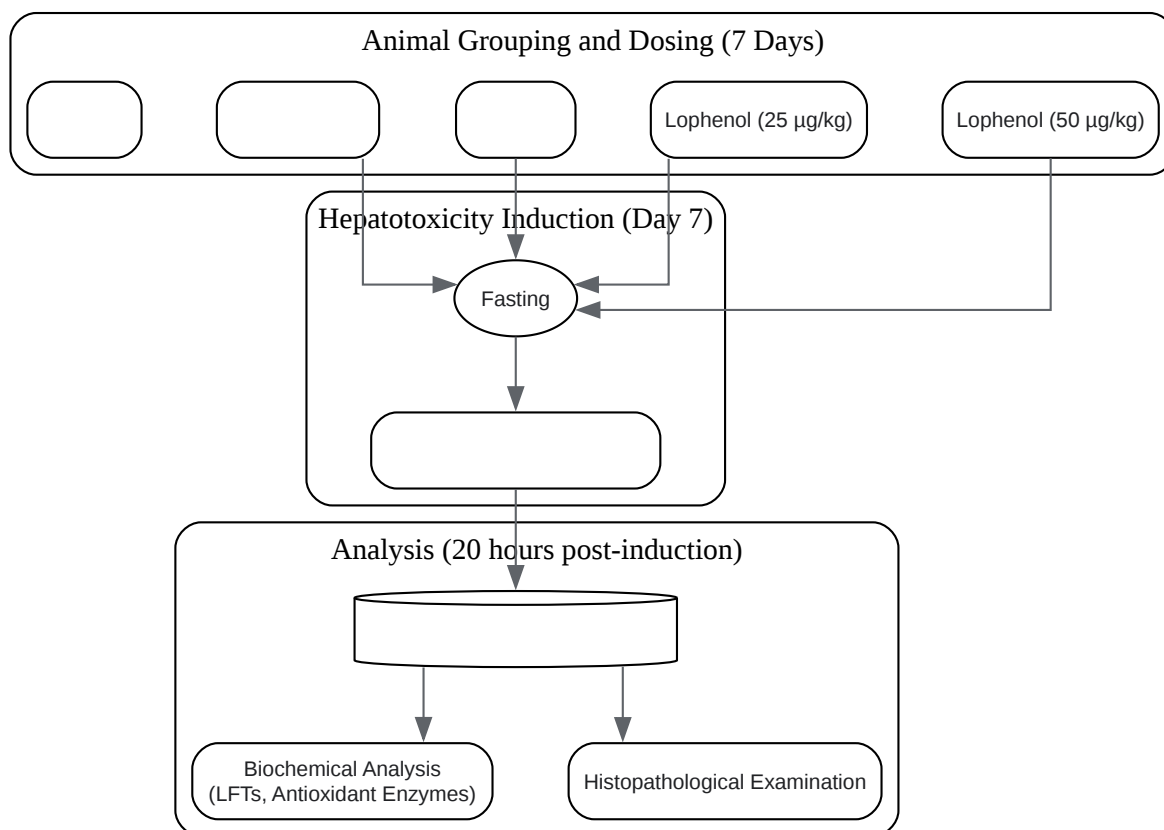 Animal Grouping and Dosing (7 Days)
Lophenol (25 µg/kg)
Lophenol (50 µg/kg)
Hepatotoxicity Induction (Day 7)
Fasting
Analysis (20 hours post-induction)
Biochemical Analysis
(LFTs, Antioxidant Enzymes)
Histopathological Examination